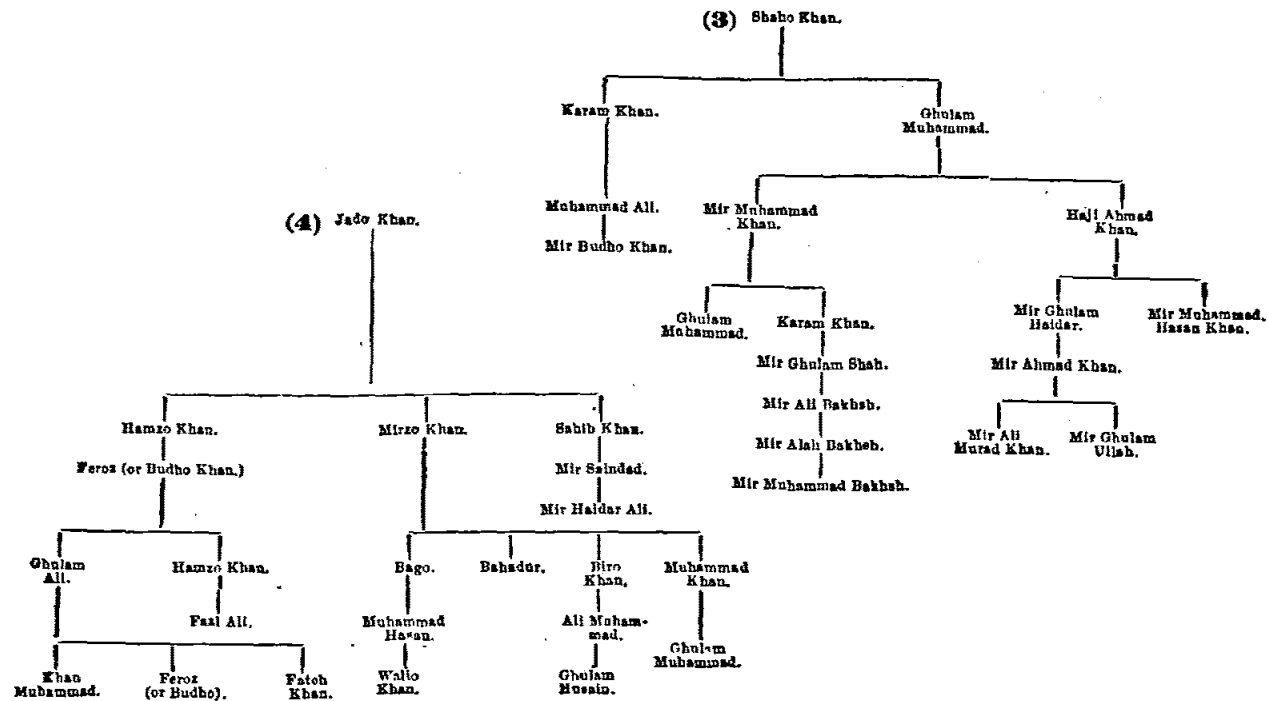 (3) Shaho Khan.
Karam Khan.
Ghulam
Muhammad.
Muhammad Ali.
Mir Budho Khan.
Mir Muhammad
Khan.
Haji Ahmad
Khan.
Ghulam
Muhammad.
Karam Khan.
Mir Ghulam Shah.
Mir Ali Bakhsh.
Mir Alah Bakhsh.
Mir Muhammad Bakhsh.
Mir Ghulam
Haidar.
Mir Muhammad.
Hasan Khan.
Mir Ahmad Khan.
Mir Ali
Murad Khan.
Mir Ghulam
Ullah.
(4) Jado Khan.
Hamzo Khan.
Mirzo Khan.
Sahib Khan.
Feroz (or Budho Khan.)
Mir Saindad.
Mir Haidar Ali.
Ghulam
Ali.
Hamzo Khan.
Bago.
Bahadur.
Biro
Khan.
Muhammad
Khan.
Fazl Ali.
Muhammad
Hasan.
Ali Muham-
mad.
Ghulam
Muhammad.
Khan
Muhammad.
Feroz
(or Budho).
Fateh
Khan.
Walio
Khan.
Ghulam
Husain.